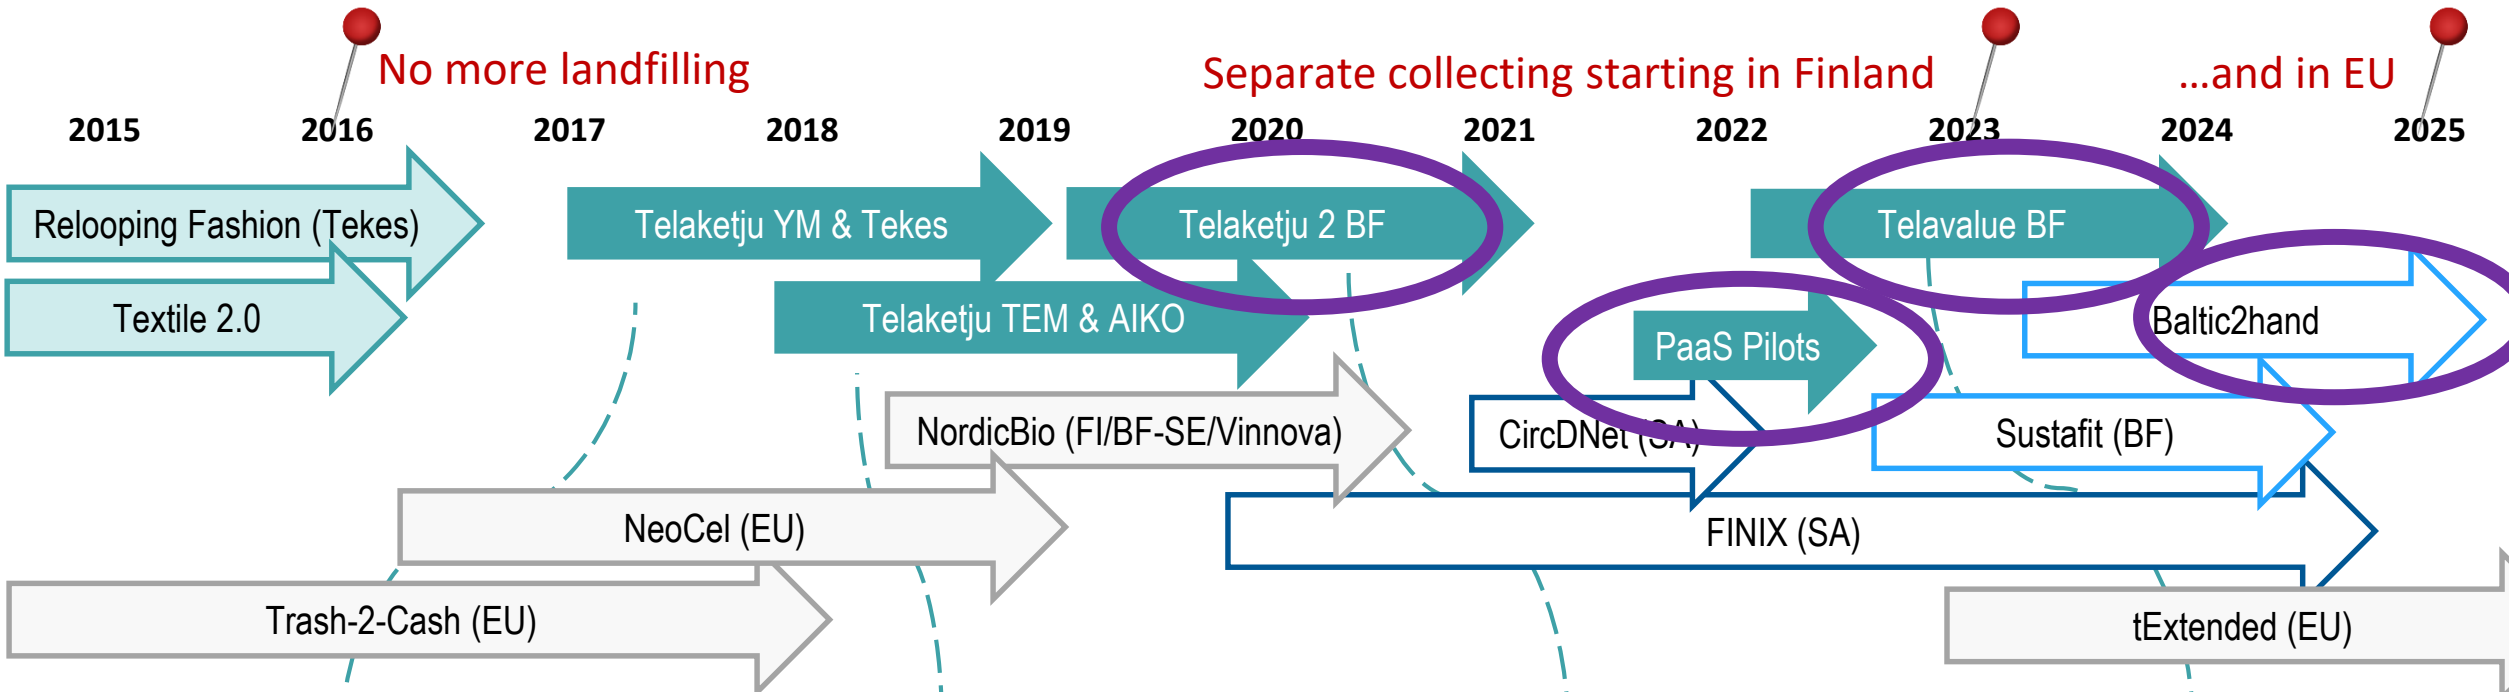 No more landfilling
Separate collecting starting in Finland
...and in EU
2015 2016 2017 2018 2019 2020 2021 2022 2023 2024 2025
Relooping Fashion (Tekes)
Telaketju YM & Tekes
Telaketju 2 BF
Telavalue BF
Textile 2.0
Telaketju TEM & AIKO
PaaS Pilots
Baltic2hand
NordicBio (FI/BF-SE/Vinnova)
CircDNet (SA)
Sustafit (BF)
NeoCel (EU)
FINIX (SA)
Trash-2-Cash (EU)
tExtended (EU)